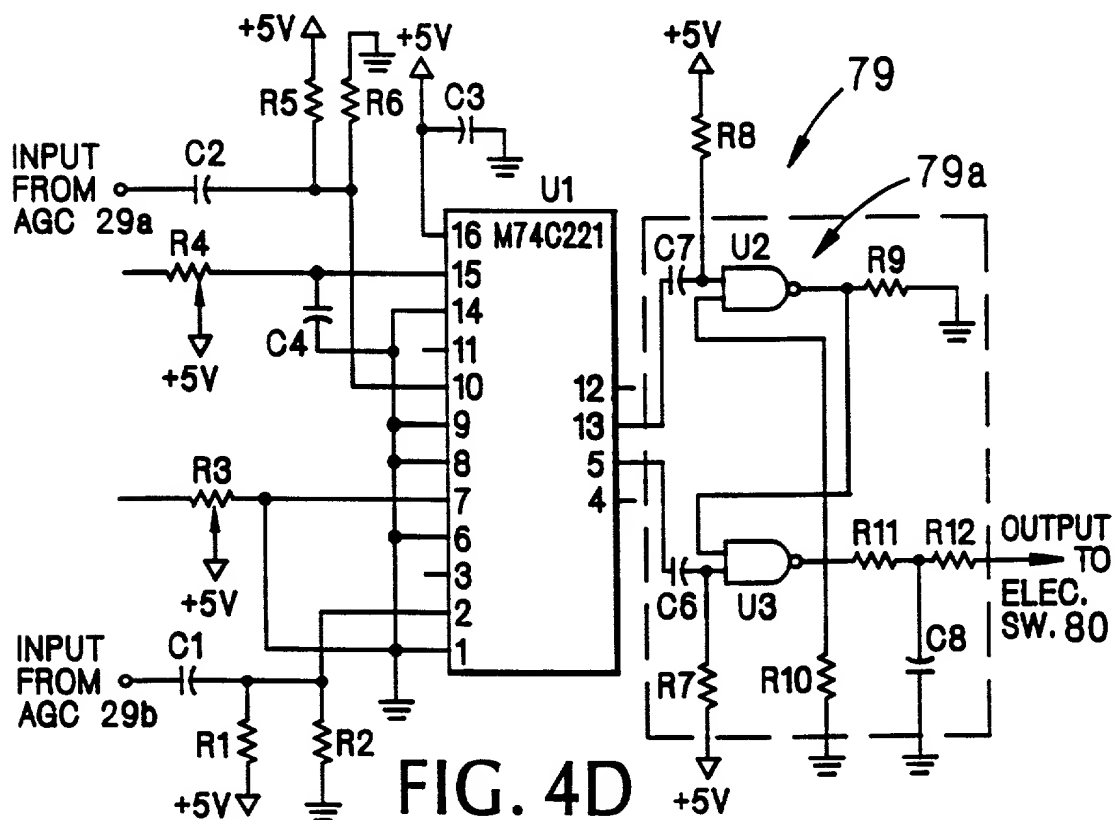 +5V
+5V
+5V
R5
R6
C3
R8
79
INPUT
FROM
AGC 29a
C2
79a
U1
M74C221
R4
C4
+5V
16
15
14
11
10
9
8
7
6
3
2
1
12
13
5
4
C7
U2
R9
R3
+5V
C6
U3
R11
R12
OUTPUT
TO
ELEC.
SW. 80
INPUT
FROM
AGC 29b
C1
R7
R10
C8
R1
R2
+5V
+5V
FIG. 4D